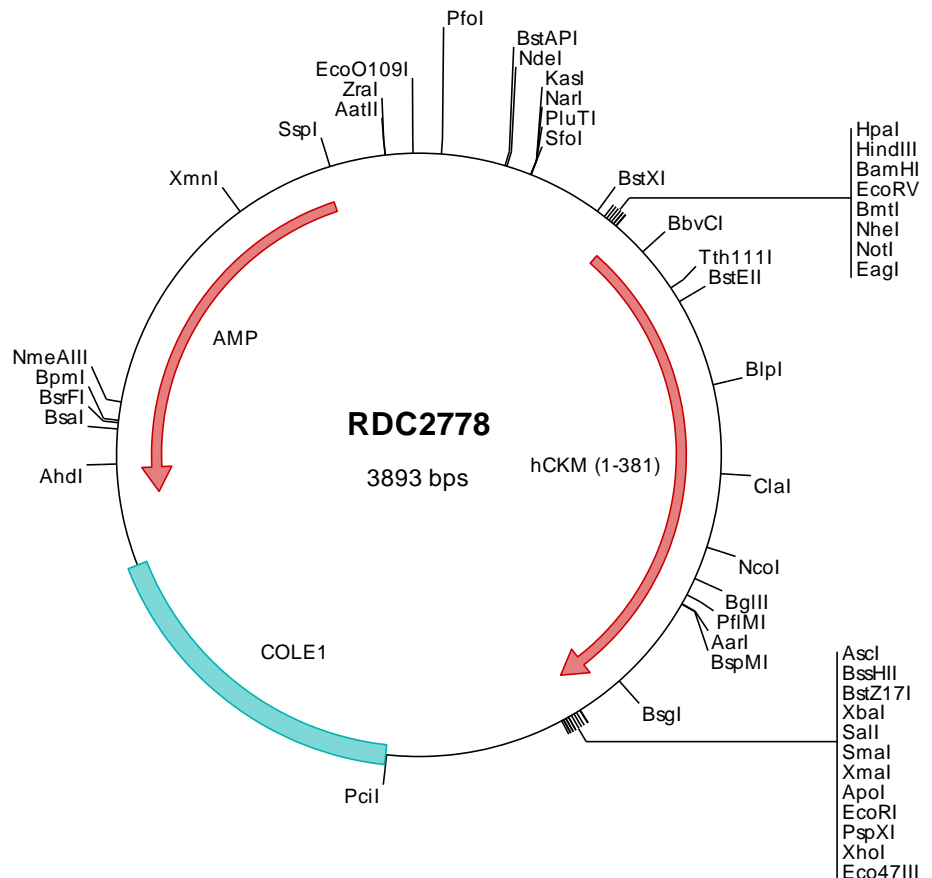 PfoI
BstAPI
NdeI
EcoO109I
KasI
ZraI
NarI
AatII
PluTI
SspI
SfoI
HpaI
HindIII
BamHI
EcoRV
BmtI
NheI
NotI
EagI
XmnI
BstXI
BbvCI
Tth111I
BstEII
AMP
NmeAIII
BpmI
BsrFI
BsaI
BlpI
RDC2778
3893 bps
hCKM (1-381)
AhdI
ClaI
NcoI
BglII
PflMI
AarI
BspMI
COLE1
BsgI
AscI
BssHII
BstZ17I
XbaI
SalI
SmaI
XmaI
ApoI
EcoRI
PspXI
XhoI
Eco47III
PciI